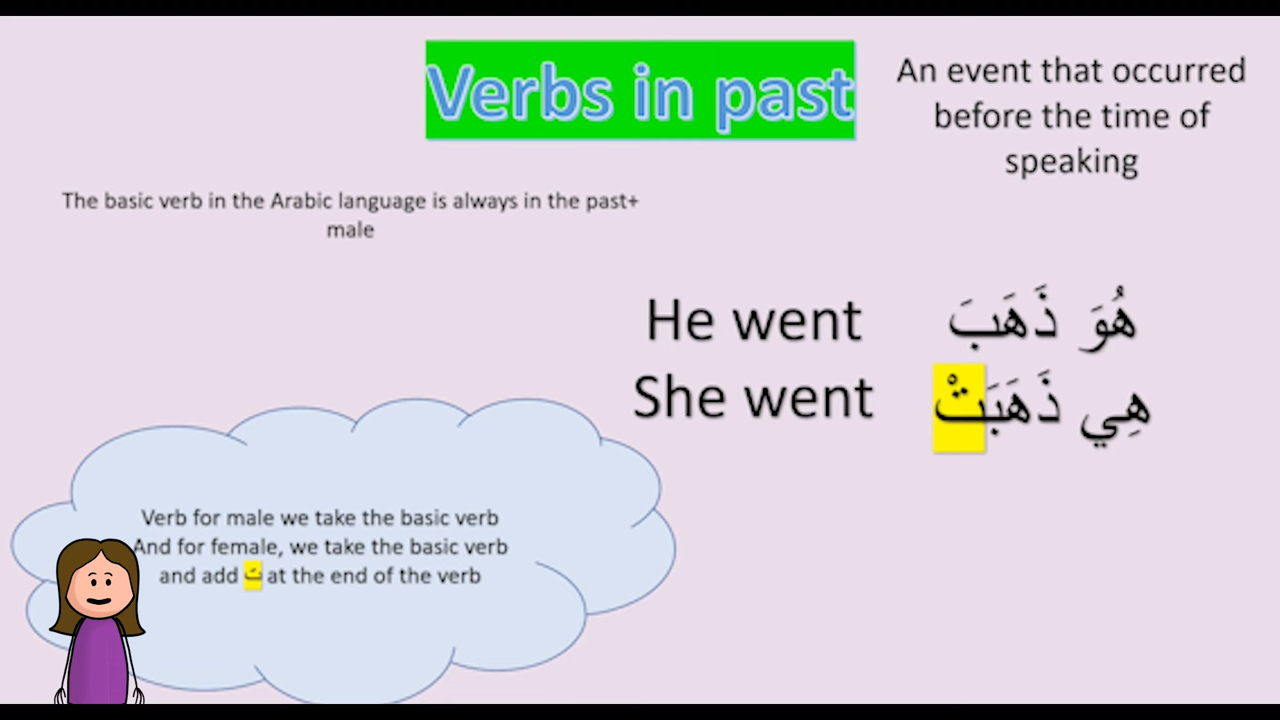 Verbs in past
An event that occurred
before the time of
speaking
The basic verb in the Arabic language is always in the past+
male
He went
هُوَ ذَهَبَ
She went
هِي ذَهَبَتْ
Verb for male we take the basic verb
And for female, we take the basic verb
and add تَ at the end of the verb